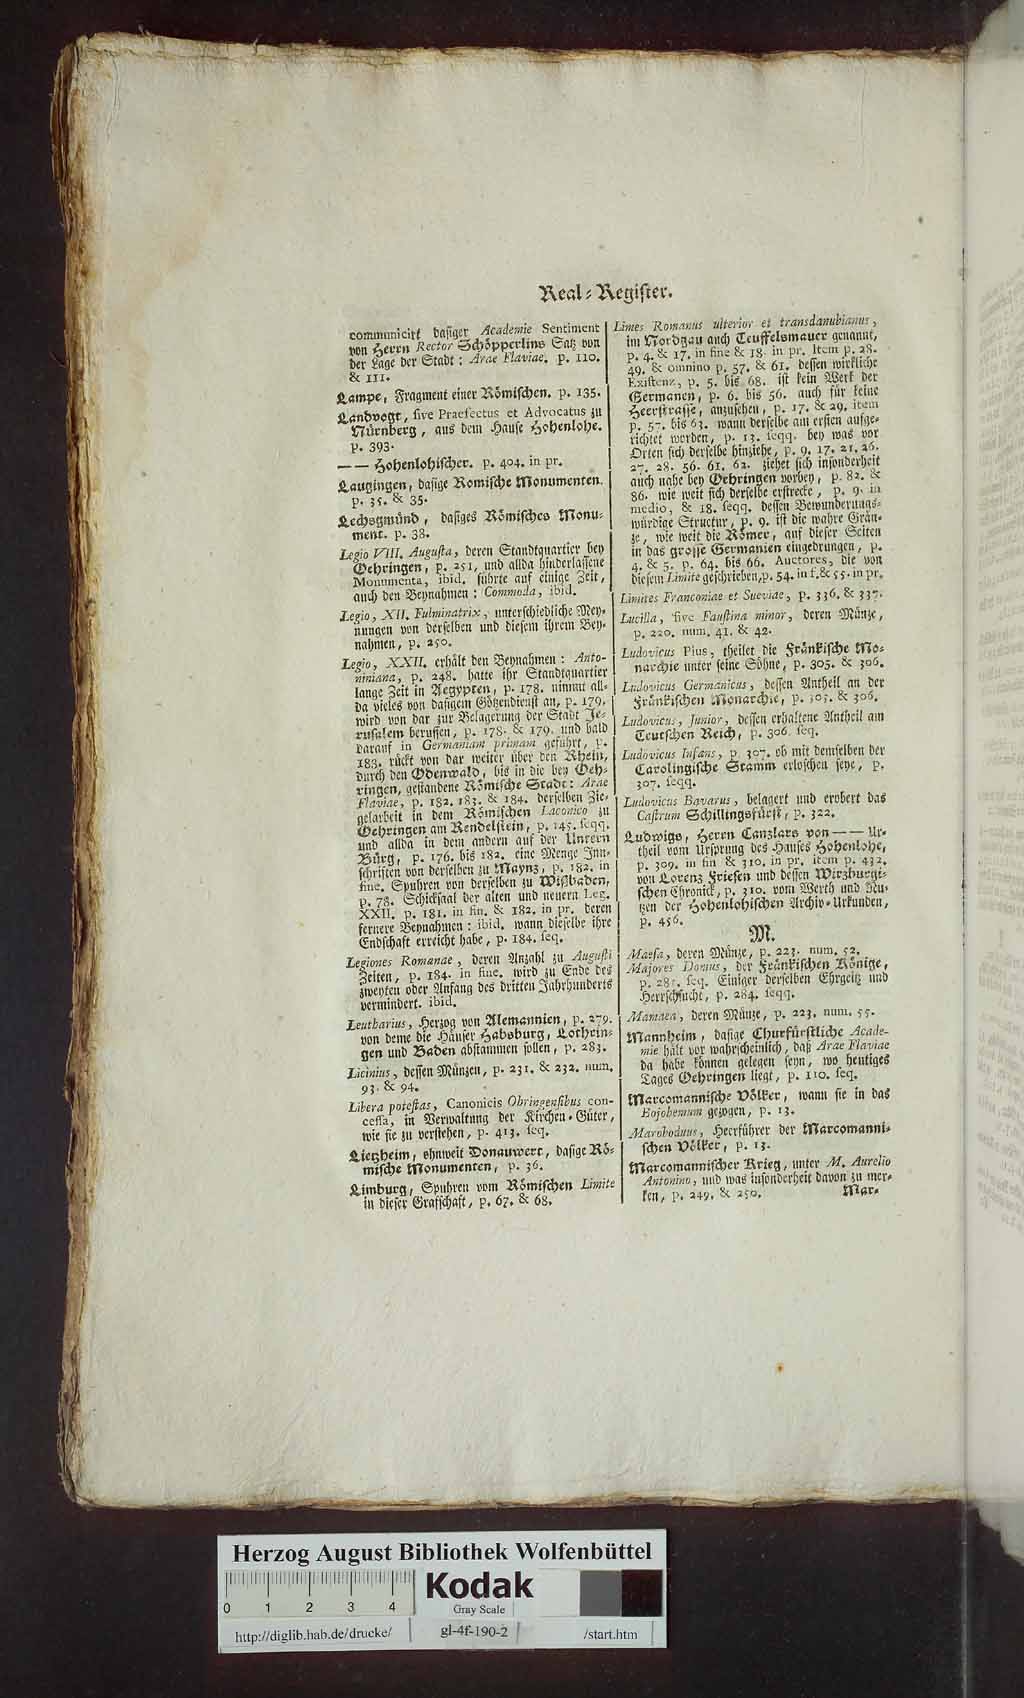 Real-Register.
communicirt dasiger Academie Sentiment
von Herrn Rector Schöpperlins Satz von
der Lage der Stadt: Arae Flaviae. p. 110.
& 111.
Lampe, Fragment einer Römischen. p. 135.
Landvogt, sive Praefectus et Advocatus zu
Nürnberg, aus dem Hause Hohenlohe.
p. 393.
—— Hohenlohischer. p. 404. in pr.
Laugingen, dasige Romische Monumenten.
p. 35. & 35.
Lechsgmünd, dasiges Römisches Monu-
ment. p. 38.
Legio VIII. Augusta, deren Standtquartier bey
Oehringen, p. 251, und allda hinderlassene
Monumenta, ibid. führte auf einige Zeit,
auch den Beynahmen: Commoda, ibid.
Legio, XII. Fulminatrix, unterschiedliche Mey-
nungen von derselben und diesem ihrem Bey-
nahmen, p. 250.
Legio, XXII. erhält den Beynahmen: Anto-
niniana, p. 248. hatte ihr Standtquartier
lange Zeit in Aegypten, p. 178. nimmt all-
da vieles von dasigem Götzendienst an, p. 179.
wird von dar zur Belagerung der Stadt Je-
rusalem beruffen, p. 178. & 179. und bald
darauf in Germaniam primam geführt, p.
183. rückt von dar weiter über den Rhein,
durch den Odenwald, bis in die bey Oeh-
ringen, gestandene Römische Stadt: Arae
Flaviae, p. 182. 183. & 184. derselben Zie-
gelarbeit in dem Römischen Laconico zu
Oehringen am Rendelstein, p. 145. seqq.
und allda in dem andern auf der Untern
Bürg, p. 176. bis 182. eine Menge Inn-
schriften von derselben zu Maynz, p. 182. in
fine. Spuhren von derselben zu Wißbaden,
p. 78. Schicksaal der alten und neuern Leg.
XXII. p. 181. in fin. & 182. in pr. deren
fernere Beynahmen: ibid. wann dieselbe ihre
Endschaft erreicht habe, p. 184. seq.
Legiones Romanae, deren Anzahl zu Augusti
Zeiten, p. 184. in fine. wird zu Ende des
zweyten oder Anfang des dritten Jahrhunderts
vermindert. ibid.
Leutharius, Herzog von Alemannien, p. 279.
von deme die Häuser Habsburg, Lothrin-
gen und Baden abstammen sollen, p. 283.
Licinius, dessen Münzen, p. 231. & 232. num.
93. & 94.
Libera potestas, Canonicis Ohringensibus con-
cessa, in Verwaltung der Kirchen-Güter,
wie sie zu verstehen, p. 413. seq.
Lietzheim, ohnweit Donauwert, dasige Rö-
mische Monumenten, p. 36.
Limburg, Spuhren vom Römischen Limite
in dieser Grafschaft, p. 67. & 68.
Limes Romanus ulterior et transdanubianus,
im Nordgau auch Teuffelsmauer genannt,
p. 4. & 17. in fine & 18. in pr. Item p. 28.
49. & omnino p. 57. & 61. dessen wirkliche
Existenz, p. 5. bis 68. ist kein Werk der
Germanen, p. 6. bis 56. auch für keine
Heerstrasse, anzusehen, p. 17. & 29. item
p. 57. bis 63. wann derselbe am ersten aufge-
richtet worden, p. 13. seqq. bey was vor
Orten sich derselbe hinziehe, p. 9. 17. 21. 26.
27. 28. 56. 61. 62. ziehet sich insonderheit
auch nahe bey Oehringen vorbey, p. 82. &
86. wie weit sich derselbe erstrecke, p. 9. in
medio, & 18. seqq. dessen Bewunderungs-
würdige Structur, p. 9. ist die wahre Grän-
ze, wie weit die Römer, auf dieser Seiten
in das grosse Germanien eingedrungen, p.
4. & 5. p. 64. bis 66. Auctores, die von
diesem Limite geschrieben, p. 54. in f. & 55. in pr.
Limites Franconiae et Sueviae, p. 336. & 337.
Lucilla, sive Faustina minor, deren Münze,
p. 220. num. 41. & 42.
Ludovicus Pius, theilet die Fränkische Mo-
narchie unter seine Söhne, p. 305. & 306.
Ludovicus Germanicus, dessen Antheil an der
Fränkischen Monarchie, p. 305. & 306.
Ludovicus, Junior, dessen erhaltene Antheil am
Teutschen Reich, p. 306. seq.
Ludovicus Infans, p. 307. ob mit demselben der
Carolingische Stamm erloschen seye, p.
307. seqq.
Ludovicus Bavarus, belagert und erobert das
Castrum Schillingsfürst, p. 322.
Ludwigs, Herrn Canzlars von —— Ur-
theil vom Ursprung des Hauses Hohenlohe,
p. 309. in fin & 310. in pr. item p. 432.
von Lorenz Friesen und dessen Wirzburgi-
schen Chronick, p. 310. vom Werth und Nu-
tzen der Hohenlohischen Archiv-Urkunden,
p. 456.
M.
Maesa, deren Münze, p. 223. num. 52.
Majores Domus, der Fränkischen Könige,
p. 281. seq. Einiger derselben Ehrgeitz und
Herrschsucht, p. 284. seqq.
Mamaea, deren Münze, p. 223. num. 55.
Mannheim, dasige Churfürstliche Acade-
mie hält vor wahrscheinlich, daß Arae Flaviae
da habe können gelegen seyn, wo heutiges
Tages Oehringen liegt, p. 110. seq.
Marcomannische Völker, wann sie in das
Bojohemum gezogen, p. 13.
Maroboduus, Heerführer der Marcomanni-
schen Völker, p. 13.
Marcomannischer Krieg, unter M. Aurelio
Antonino, und was insonderheit davon zu mer-
ken, p. 249. & 250.
Mar-
Herzog August Bibliothek Wolfenbüttel
0 1 2 3 4
Kodak
Gray Scale
http://diglib.hab.de/drucke/
gl-4f-190-2
/start.htm